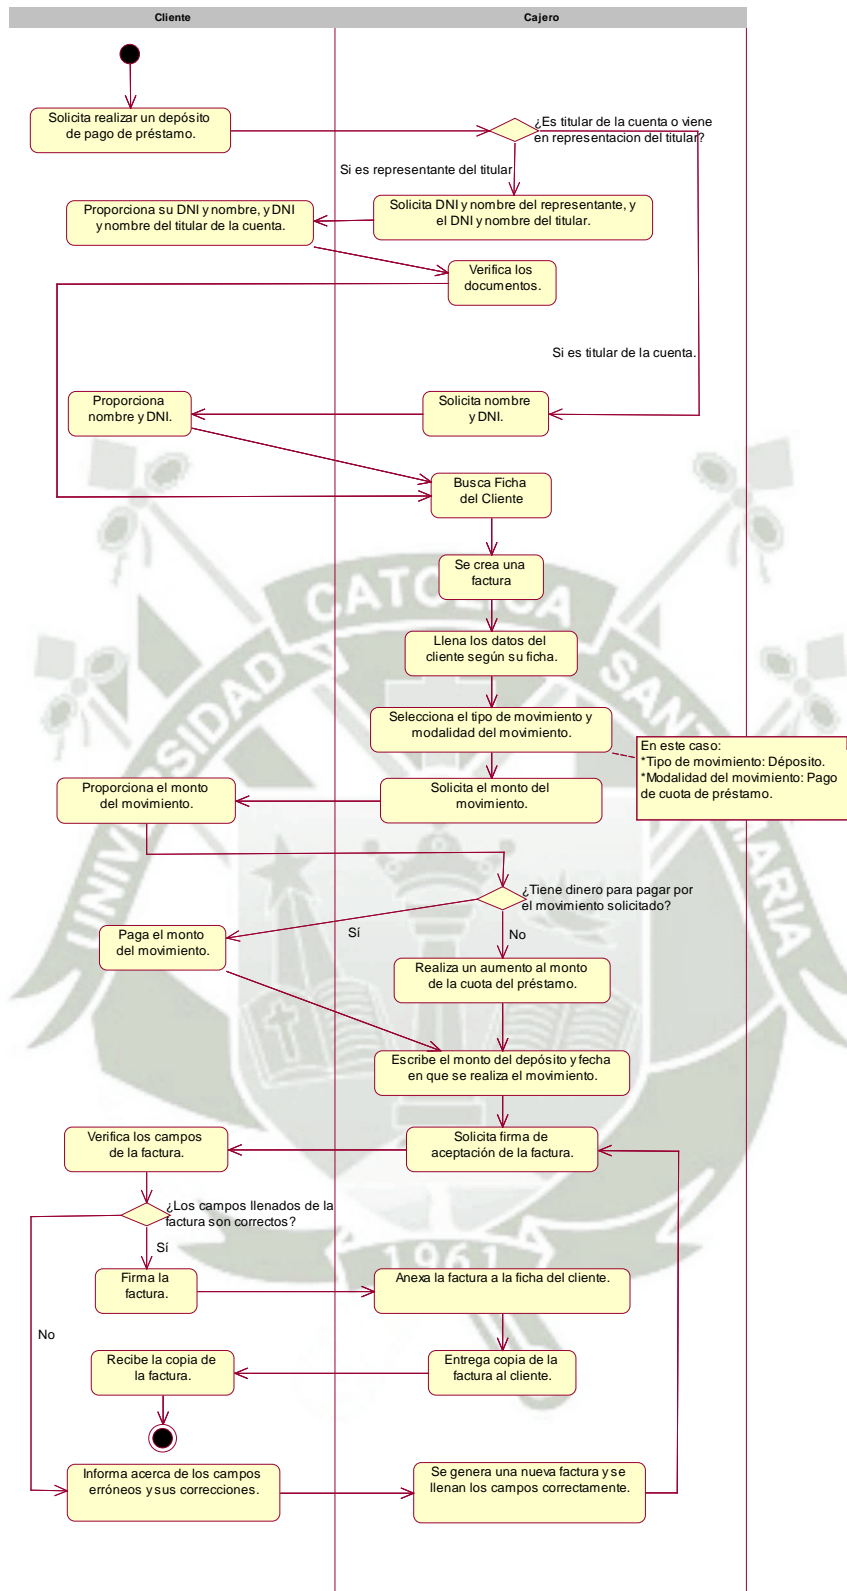 Cliente
Cajero
Solicita realizar un depósito
de pago de préstamo.
¿Es titular de la cuenta o viene
en representacion del titular?
Si es representante del titular
Proporciona su DNI y nombre, y DNI
y nombre del titular de la cuenta.
Solicita DNI y nombre del representante, y
el DNI y nombre del titular.
Verifica los
documentos.
Si es titular de la cuenta.
Proporciona
nombre y DNI.
Solicita nombre
y DNI.
Busca Ficha
del Cliente
Se crea una
factura
Llena los datos del
cliente según su ficha.
Selecciona el tipo de movimiento y
modalidad del movimiento.
En este caso:
*Tipo de movimiento: Déposito.
*Modalidad del movimiento: Pago
de cuota de préstamo.
Proporciona el monto
del movimiento.
Solicita el monto del
movimiento.
¿Tiene dinero para pagar por
el movimiento solicitado?
Sí
No
Paga el monto
del movimiento.
Realiza un aumento al monto
de la cuota del préstamo.
Escribe el monto del depósito y fecha
en que se realiza el movimiento.
Verifica los campos
de la factura.
Solicita firma de
aceptación de la factura.
¿Los campos llenados de la
factura son correctos?
Sí
Firma la
factura.
Anexa la factura a la ficha del cliente.
No
Recibe la copia de
la factura.
Entrega copia de la
factura al cliente.
Informa acerca de los campos
erróneos y sus correcciones.
Se genera una nueva factura y se
llenan los campos correctamente.
UNIVERSIDAD CATOLICA SANTA MARIA
1961